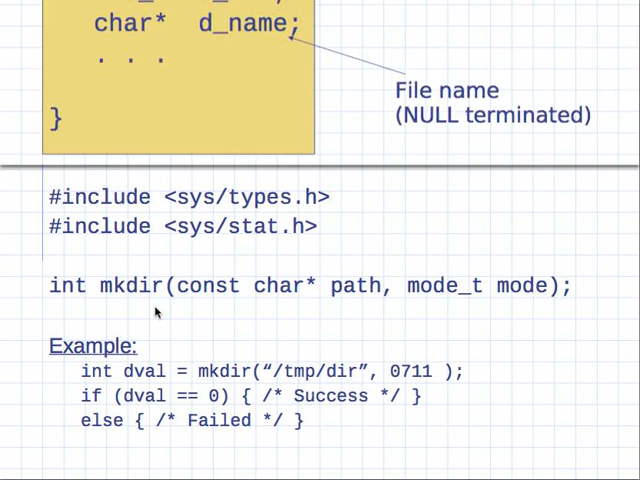 char* d_name;
. . .
File name
(NULL terminated)
}
#include <sys/types.h>
#include <sys/stat.h>
int mkdir(const char* path, mode_t mode);
Example:
int dval = mkdir(“/tmp/dir”, 0711 );
if (dval == 0) { /* Success */ }
else { /* Failed */ }